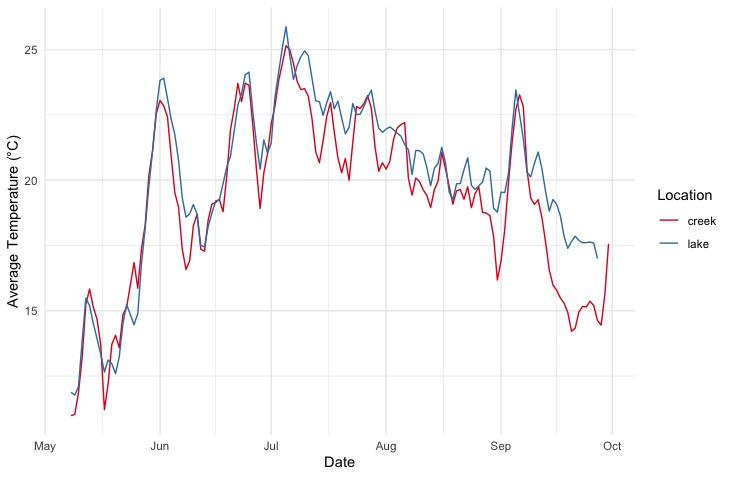 25
20
15
Average Temperature (°C)
May Jun Jul Aug Sep Oct
Date
Location
creek
lake